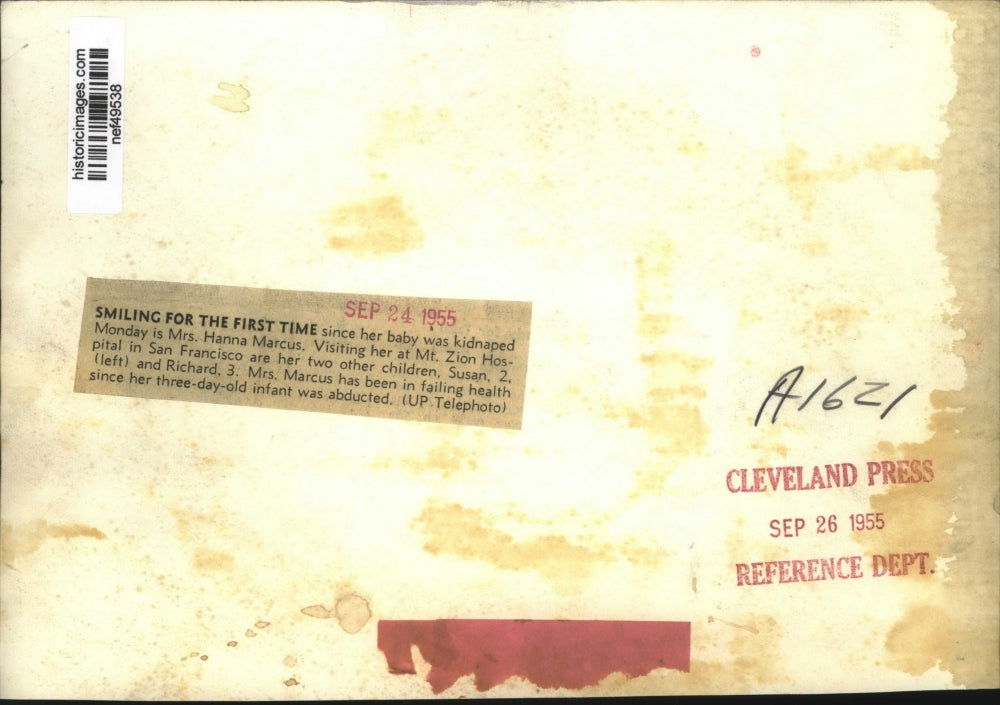 historicimages.com
nef49538
SEP 24 1955
SMILING FOR THE FIRST TIME since her baby was kidnaped
Monday is Mrs. Hanna Marcus. Visiting her at Mt. Zion Hos-
pital in San Francisco are her two other children, Susan, 2,
(left) and Richard, 3. Mrs. Marcus has been in failing health
since her three-day-old infant was abducted. (UP Telephoto)
A1621
CLEVELAND PRESS
SEP 26 1955
REFERENCE DEPT.